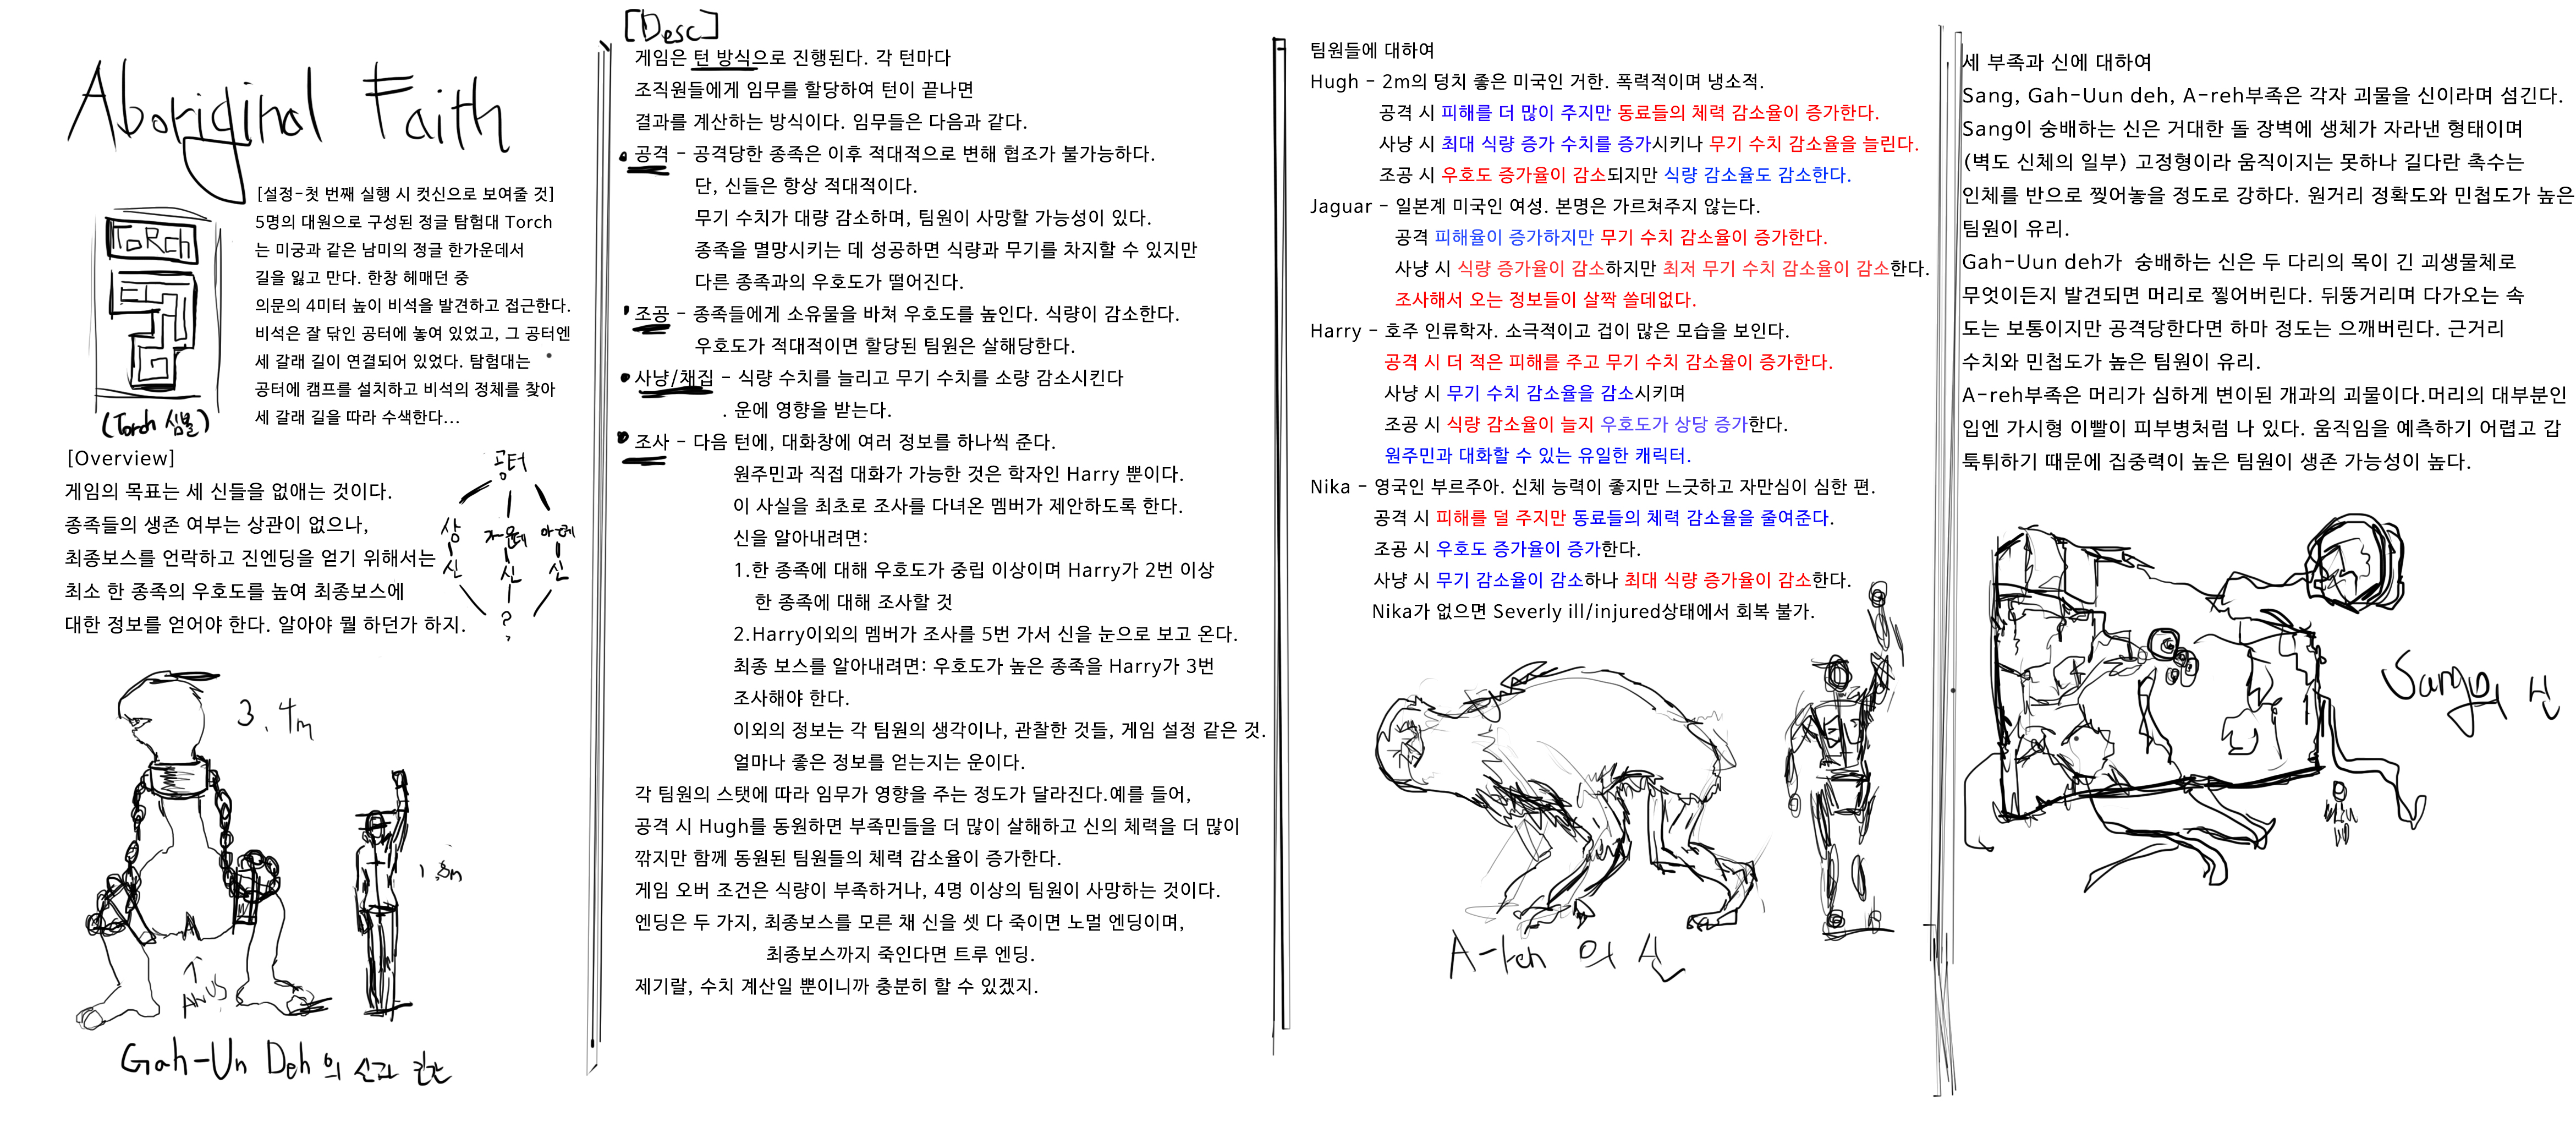 Aboriginal Faith
[설정-첫 번째 실행 시 컷신으로 보여줄 것]
5명의 대원으로 구성된 정글 탐험대 Torch
는 미궁과 같은 남미의 정글 한가운데서
길을 잃고 만다. 한창 헤매던 중
의문의 4미터 높이 비석을 발견하고 접근한다.
비석은 잘 닦인 공터에 놓여 있었고, 그 공터엔
세 갈래 길이 연결되어 있었다. 탐험대는
공터에 캠프를 설치하고 비석의 정체를 찾아
세 갈래 길을 따라 수색한다...
ToRch
(Torch 심볼)
[Overview]
게임의 목표는 세 신들을 없애는 것이다.
종족들의 생존 여부는 상관이 없으나,
최종보스를 언락하고 진엔딩을 얻기 위해서는
최소 한 종족의 우호도를 높여 최종보스에
대한 정보를 얻어야 한다. 알아야 뭘 하던가 하지.
공터
상 가운데 아레
신 신 신
?
3.4m
1.8m
ANUS
Gah-Un Deh의 신과 인간
[Desc]
게임은 턴 방식으로 진행된다. 각 턴마다
조직원들에게 임무를 할당하여 턴이 끝나면
결과를 계산하는 방식이다. 임무들은 다음과 같다.
공격 - 공격당한 종족은 이후 적대적으로 변해 협조가 불가능하다.
단, 신들은 항상 적대적이다.
무기 수치가 대량 감소하며, 팀원이 사망할 가능성이 있다.
종족을 멸망시키는 데 성공하면 식량과 무기를 차지할 수 있지만
다른 종족과의 우호도가 떨어진다.
조공 - 종족들에게 소유물을 바쳐 우호도를 높인다. 식량이 감소한다.
우호도가 적대적이면 할당된 팀원은 살해당한다.
사냥/채집 - 식량 수치를 늘리고 무기 수치를 소량 감소시킨다
. 운에 영향을 받는다.
조사 - 다음 턴에, 대화창에 여러 정보를 하나씩 준다.
원주민과 직접 대화가 가능한 것은 학자인 Harry 뿐이다.
이 사실을 최초로 조사를 다녀온 멤버가 제안하도록 한다.
신을 알아내려면:
1.한 종족에 대해 우호도가 중립 이상이며 Harry가 2번 이상
한 종족에 대해 조사할 것
2.Harry이외의 멤버가 조사를 5번 가서 신을 눈으로 보고 온다.
최종 보스를 알아내려면: 우호도가 높은 종족을 Harry가 3번
조사해야 한다.
이외의 정보는 각 팀원의 생각이나, 관찰한 것들, 게임 설정 같은 것.
얼마나 좋은 정보를 얻는지는 운이다.
각 팀원의 스탯에 따라 임무가 영향을 주는 정도가 달라진다.예를 들어,
공격 시 Hugh를 동원하면 부족민들을 더 많이 살해하고 신의 체력을 더 많이
깎지만 함께 동원된 팀원들의 체력 감소율이 증가한다.
게임 오버 조건은 식량이 부족하거나, 4명 이상의 팀원이 사망하는 것이다.
엔딩은 두 가지, 최종보스를 모른 채 신을 셋 다 죽이면 노멀 엔딩이며,
최종보스까지 죽인다면 트루 엔딩.
제기랄, 수치 계산일 뿐이니까 충분히 할 수 있겠지.
팀원들에 대하여
Hugh - 2m의 덩치 좋은 미국인 거한. 폭력적이며 냉소적.
공격 시 피해를 더 많이 주지만 동료들의 체력 감소율이 증가한다.
사냥 시 최대 식량 증가 수치를 증가시키나 무기 수치 감소율을 늘린다.
조공 시 우호도 증가율이 감소되지만 식량 감소율도 감소한다.
Jaguar - 일본계 미국인 여성. 본명은 가르쳐주지 않는다.
공격 피해율이 증가하지만 무기 수치 감소율이 증가한다.
사냥 시 식량 증가율이 감소하지만 최저 무기 수치 감소율이 감소한다.
조사해서 오는 정보들이 살짝 쓸데없다.
Harry - 호주 인류학자. 소극적이고 겁이 많은 모습을 보인다.
공격 시 더 적은 피해를 주고 무기 수치 감소율이 증가한다.
사냥 시 무기 수치 감소율을 감소시키며
조공 시 식량 감소율이 늘지 우호도가 상당 증가한다.
원주민과 대화할 수 있는 유일한 캐릭터.
Nika - 영국인 부르주아. 신체 능력이 좋지만 느긋하고 자만심이 심한 편.
공격 시 피해를 덜 주지만 동료들의 체력 감소율을 줄여준다.
조공 시 우호도 증가율이 증가한다.
사냥 시 무기 감소율이 감소하나 최대 식량 증가율이 감소한다.
Nika가 없으면 Severly ill/injured상태에서 회복 불가.
A-reh 의 신
세 부족과 신에 대하여
Sang, Gah-Uun deh, A-reh부족은 각자 괴물을 신이라며 섬긴다.
Sang이 숭배하는 신은 거대한 돌 장벽에 생체가 자라낸 형태이며
(벽도 신체의 일부) 고정형이라 움직이지는 못하나 길다란 촉수는
인체를 반으로 찢어놓을 정도로 강하다. 원거리 정확도와 민첩도가 높은
팀원이 유리.
Gah-Uun deh가 숭배하는 신은 두 다리의 목이 긴 괴생물체로
무엇이든지 발견되면 머리로 찧어버린다. 뒤뚱거리며 다가오는 속
도는 보통이지만 공격당한다면 하마 정도는 으깨버린다. 근거리
수치와 민첩도가 높은 팀원이 유리.
A-reh부족은 머리가 심하게 변이된 개과의 괴물이다.머리의 대부분인
입엔 가시형 이빨이 피부병처럼 나 있다. 움직임을 예측하기 어렵고 갑
툭튀하기 때문에 집중력이 높은 팀원이 생존 가능성이 높다.
Sang의 신